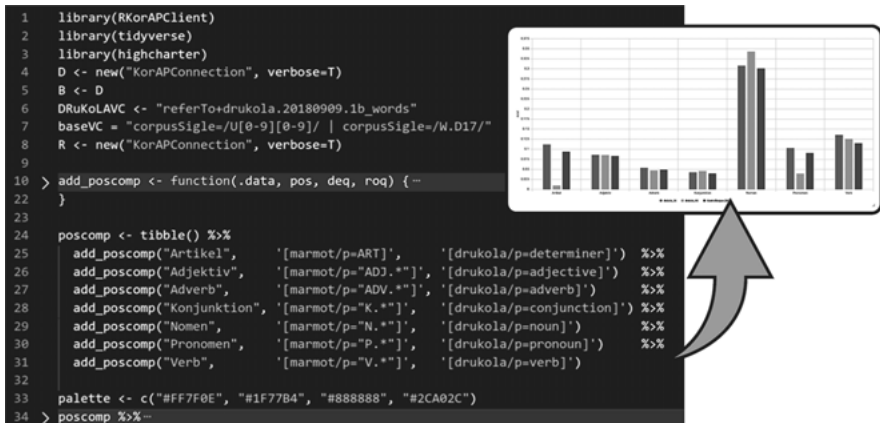 1 library(RKorAPClient)
2 library(tidyverse)
3 library(highcharter)
4 D <- new("KorAPConnection", verbose=T)
5 B <- D
6 DRuKoLAVC <- "referTo+drukola.20180909.1b_words"
7 baseVC = "corpusSigle=/U[0-9][0-9]/ | corpusSigle=/W.D17/"
8 R <- new("KorAPConnection", verbose=T)
9
10 > add_poscomp <- function(.data, pos, deq, roq) { ⋯
22 }
23
24 poscomp <- tibble() %>%
25 add_poscomp("Artikel", '[marmot/p=ART]', '[drukola/p=determiner]') %>%
26 add_poscomp("Adjektiv", '[marmot/p="ADJ.*"]', '[drukola/p=adjective]') %>%
27 add_poscomp("Adverb", '[marmot/p="ADV.*"]', '[drukola/p=adverb]') %>%
28 add_poscomp("Konjunktion", '[marmot/p="K.*"]', '[drukola/p=conjunction]') %>%
29 add_poscomp("Nomen", '[marmot/p="N.*"]', '[drukola/p=noun]') %>%
30 add_poscomp("Pronomen", '[marmot/p="P.*"]', '[drukola/p=pronoun]') %>%
31 add_poscomp("Verb", '[marmot/p="V.*"]', '[drukola/p=verb]')
32
33 palette <- c("#FF7F0E", "#1F77B4", "#888888", "#2CA02C")
34 > poscomp %>% ⋯